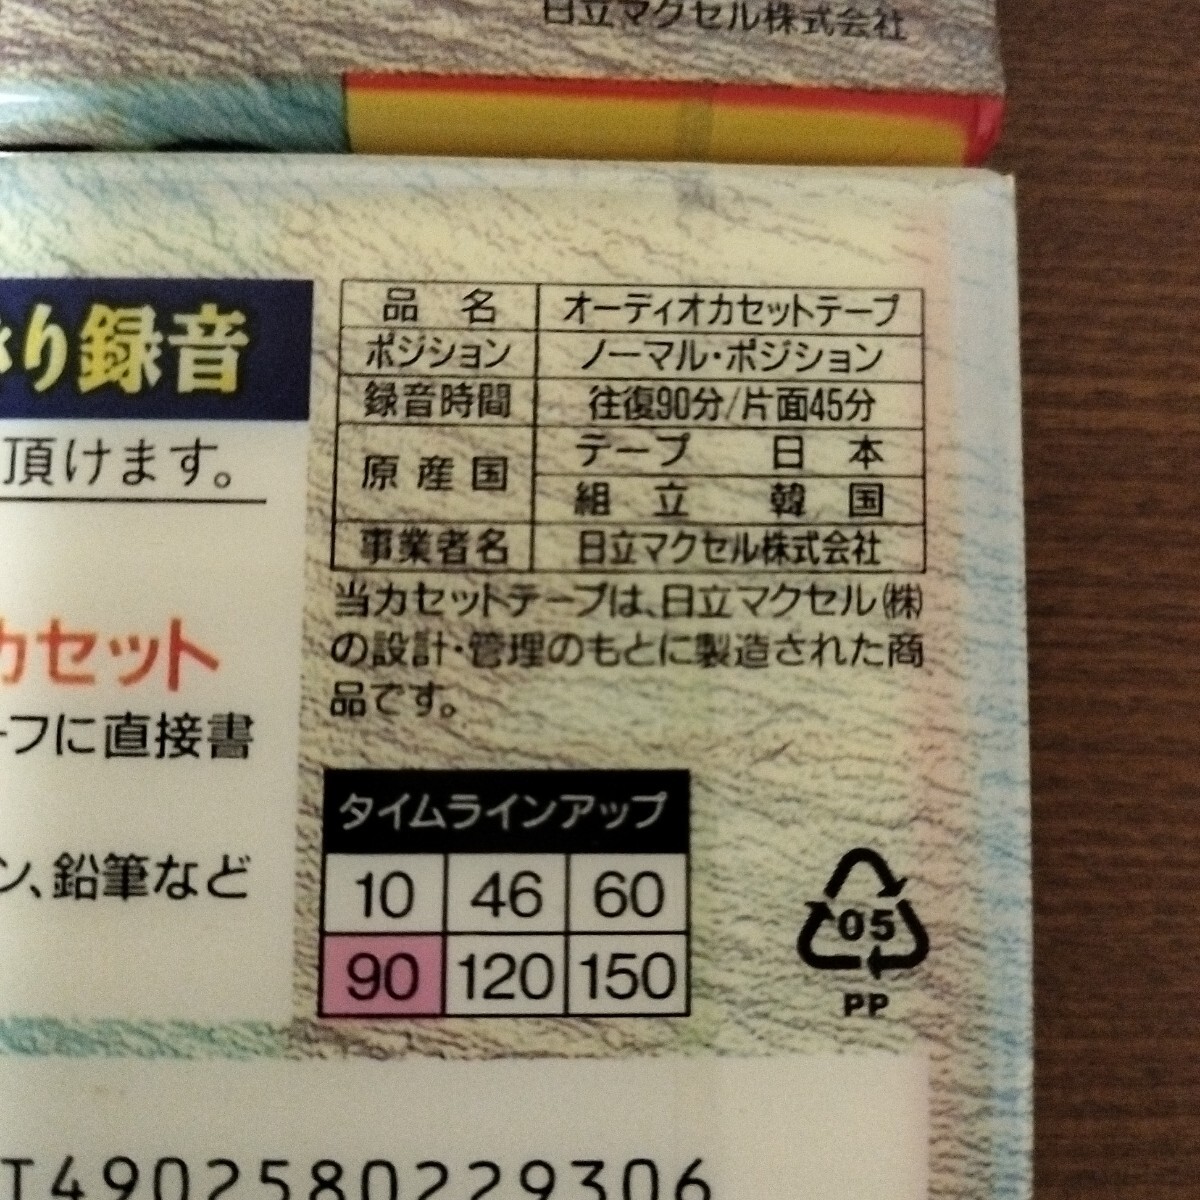 日立マクセル株式会社
り録音
頂けます。
カセット
ーフに直接書
ン、鉛筆など
品 名 オーディオカセットテープ
ポジション ノーマル・ポジション
録音時間 往復90分/片面45分
原産国 テープ 日本
組立 韓国
事業者名 日立マクセル株式会社
当カセットテープは、日立マクセル㈱
の設計・管理のもとに製造された商
品です。
タイムラインアップ
10 46 60
90 120 150
05
PP
T4902580229306